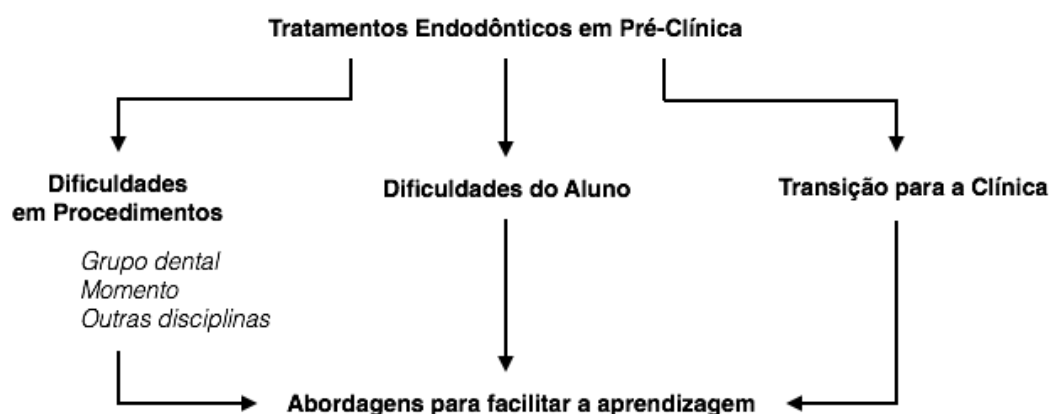 Tratamentos Endodônticos em Pré-Clínica
Dificuldades
em Procedimentos
Grupo dental
Momento
Outras disciplinas
Dificuldades do Aluno
Transição para a Clínica
Abordagens para facilitar a aprendizagem